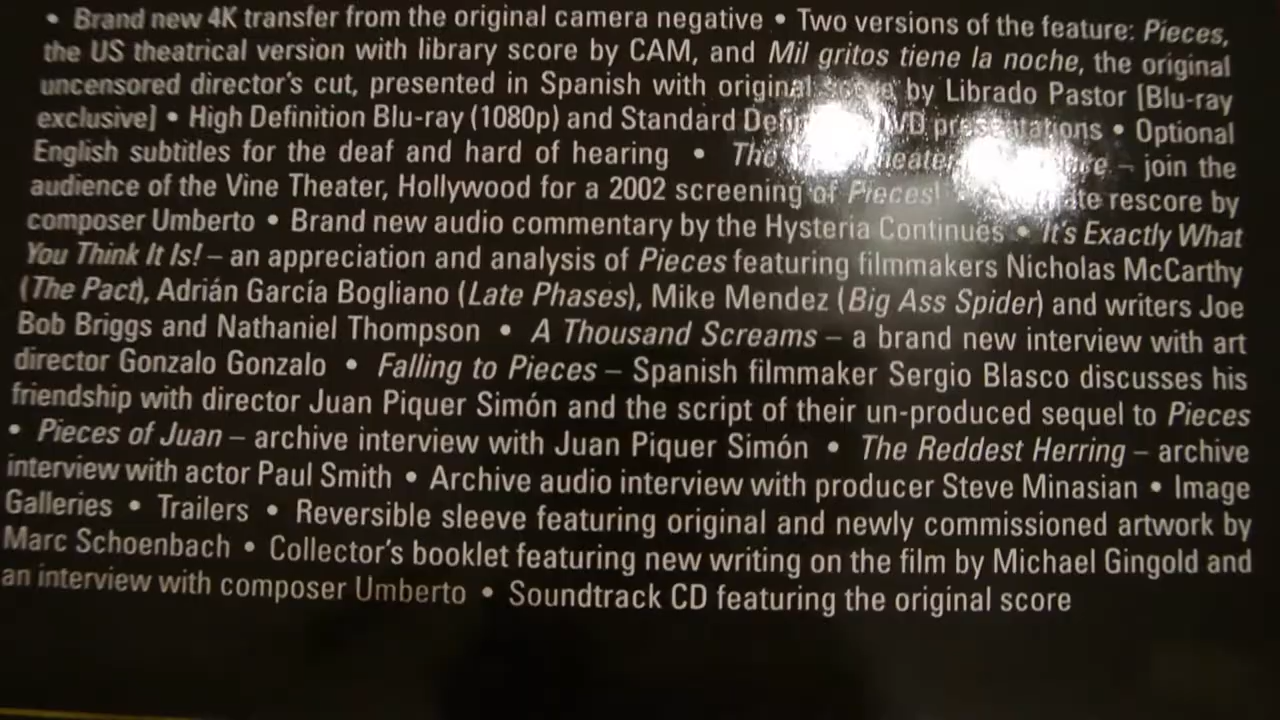 • Brand new 4K transfer from the original camera negative • Two versions of the feature: Pieces,
the US theatrical version with library score by CAM, and Mil gritos tiene la noche, the original
uncensored director's cut, presented in Spanish with original score by Librado Pastor [Blu-ray
exclusive] • High Definition Blu-ray (1080p) and Standard DVD presentations • Optional
English subtitles for the deaf and hard of hearing • The Theater – join the
audience of the Vine Theater, Hollywood for a 2002 screening of Pieces! rescore by
composer Umberto • Brand new audio commentary by the Hysteria Continues • It's Exactly What
You Think It Is! – an appreciation and analysis of Pieces featuring filmmakers Nicholas McCarthy
(The Pact), Adrián García Bogliano (Late Phases), Mike Mendez (Big Ass Spider) and writers Joe
Bob Briggs and Nathaniel Thompson • A Thousand Screams – a brand new interview with art
director Gonzalo Gonzalo • Falling to Pieces – Spanish filmmaker Sergio Blasco discusses his
friendship with director Juan Piquer Simón and the script of their un-produced sequel to Pieces
• Pieces of Juan – archive interview with Juan Piquer Simón • The Reddest Herring – archive
interview with actor Paul Smith • Archive audio interview with producer Steve Minasian • Image
Galleries • Trailers • Reversible sleeve featuring original and newly commissioned artwork by
Marc Schoenbach • Collector's booklet featuring new writing on the film by Michael Gingold and
an interview with composer Umberto • Soundtrack CD featuring the original score